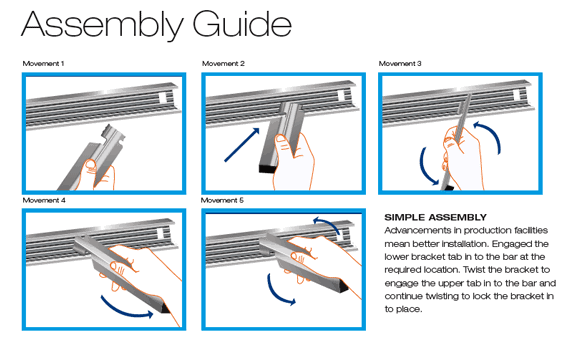 Assembly Guide
Movement 1
Movement 2
Movement 3
Movement 4
Movement 5
SIMPLE ASSEMBLY
Advancements in production facilities
mean better installation. Engaged the
lower bracket tab in to the bar at the
required location. Twist the bracket to
engage the upper tab in to the bar and
continue twisting to lock the bracket in
to place.